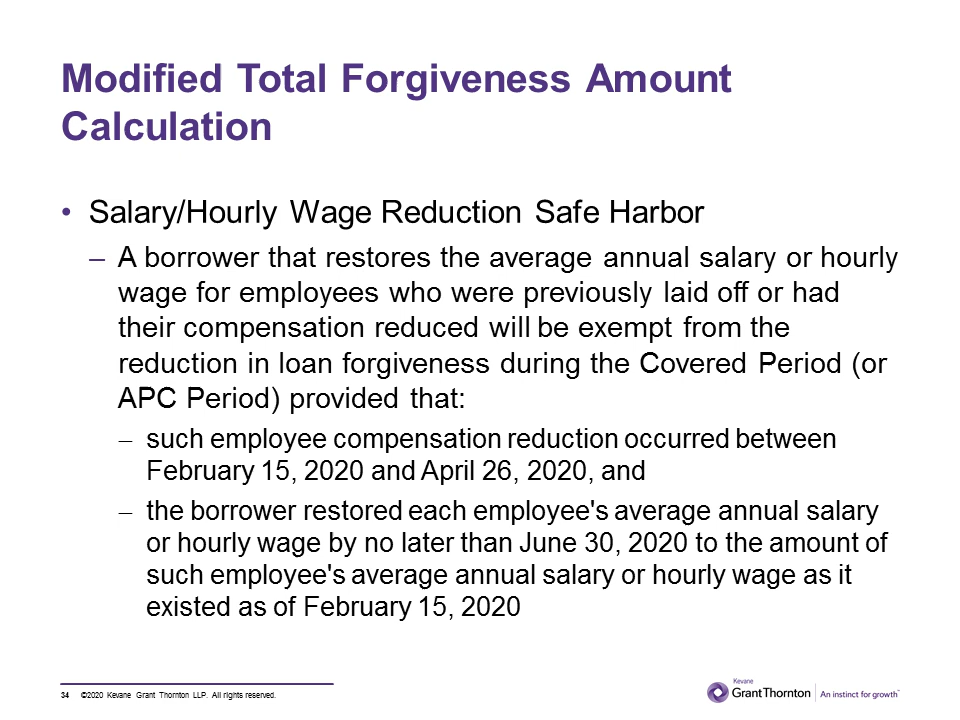 Modified Total Forgiveness Amount
Calculation
• Salary/Hourly Wage Reduction Safe Harbor
– A borrower that restores the average annual salary or hourly
wage for employees who were previously laid off or had
their compensation reduced will be exempt from the
reduction in loan forgiveness during the Covered Period (or
APC Period) provided that:
– such employee compensation reduction occurred between
February 15, 2020 and April 26, 2020, and
– the borrower restored each employee's average annual salary
or hourly wage by no later than June 30, 2020 to the amount of
such employee's average annual salary or hourly wage as it
existed as of February 15, 2020
34 ©2020 Kevane Grant Thornton LLP. All rights reserved.
Kevane
GrantThornton An instinct for growth™